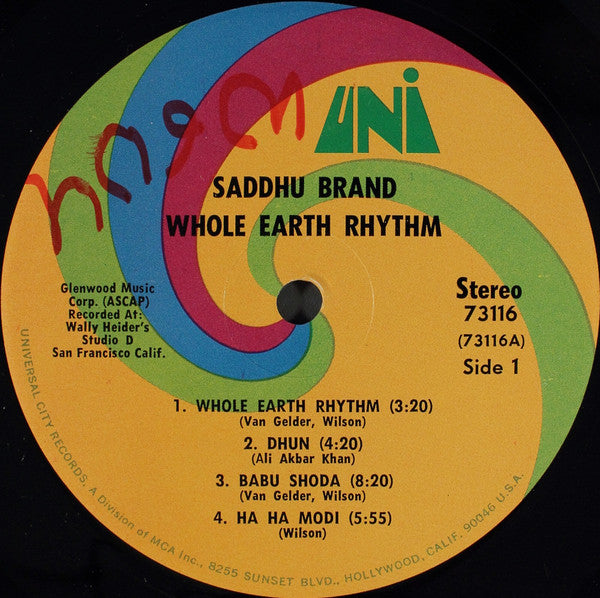 UNi
SADDHU BRAND
WHOLE EARTH RHYTHM
Glenwood Music
Corp. (ASCAP)
Recorded At:
Wally Heider's
Studio D
San Francisco Calif.
Stereo
73116
(73116A)
Side 1
1. WHOLE EARTH RHYTHM (3:20)
(Van Gelder, Wilson)
2. DHUN (4:20)
(Ali Akbar Khan)
3. BABU SHODA (8:20)
(Van Gelder, Wilson)
4. HA HA MODI (5:55)
(Wilson)
UNIVERSAL CITY RECORDS, A Division of MCA Inc., 8255 SUNSET BLVD., HOLLYWOOD, CALIF. 90046 U.S.A.